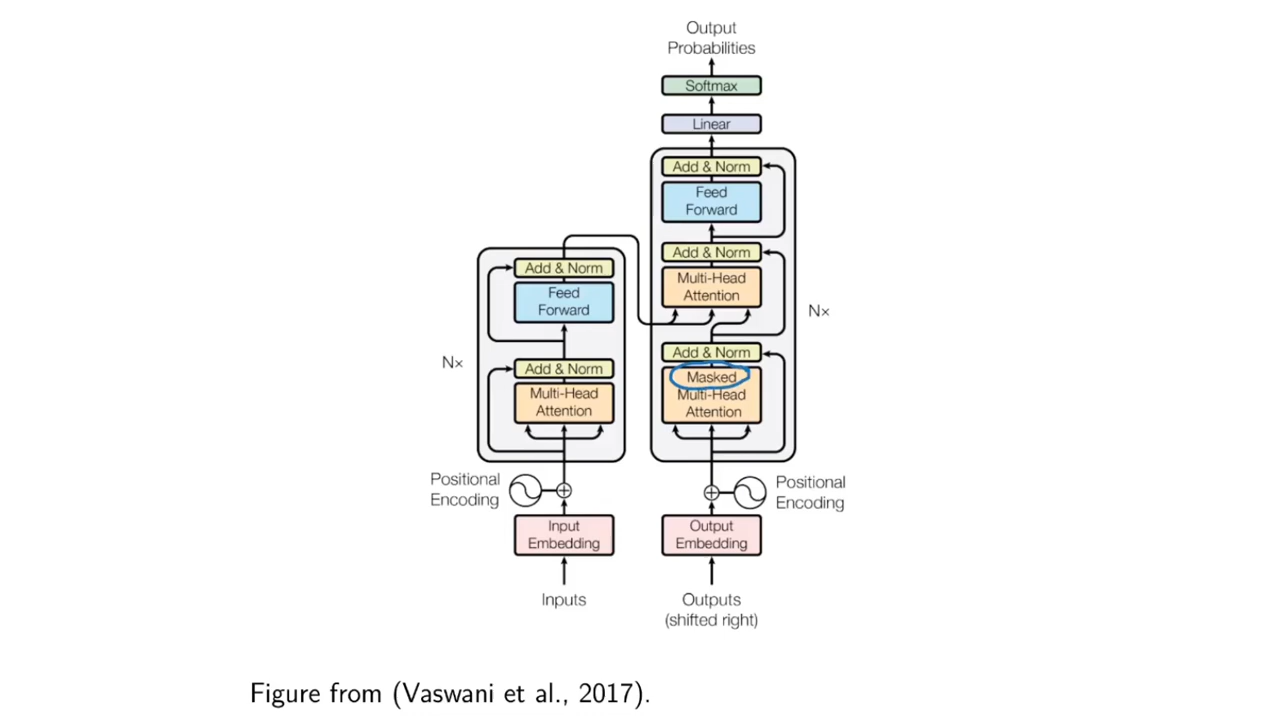 Output
Probabilities
Softmax
Linear
Add & Norm
Feed
Forward
Add & Norm
Multi-Head
Attention
Nx
Add & Norm
Masked
Multi-Head
Attention
Add & Norm
Feed
Forward
Nx
Add & Norm
Multi-Head
Attention
Positional
Encoding
Positional
Encoding
Input
Embedding
Output
Embedding
Inputs
Outputs
(shifted right)
Figure from (Vaswani et al., 2017).